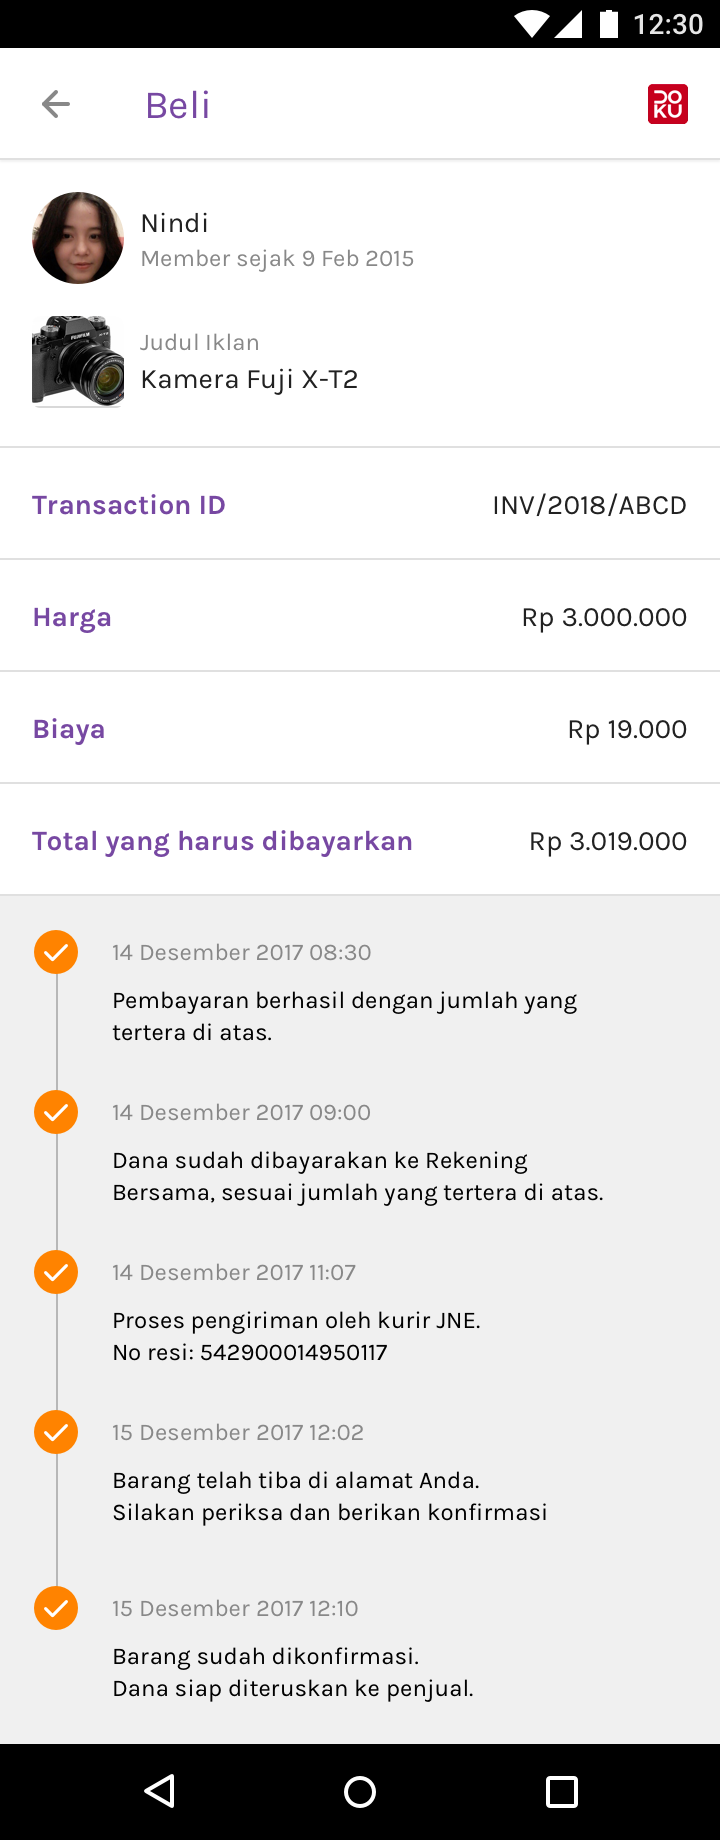 12:30
Beli
DOKU
Nindi
Member sejak 9 Feb 2015
FUJIFILM
Judul Iklan
Kamera Fuji X-T2
Transaction ID
INV/2018/ABCD
Harga
Rp 3.000.000
Biaya
Rp 19.000
Total yang harus dibayarkan
Rp 3.019.000
14 Desember 2017 08:30
Pembayaran berhasil dengan jumlah yang
tertera di atas.
14 Desember 2017 09:00
Dana sudah dibayarakan ke Rekening
Bersama, sesuai jumlah yang tertera di atas.
14 Desember 2017 11:07
Proses pengiriman oleh kurir JNE.
No resi: 542900014950117
15 Desember 2017 12:02
Barang telah tiba di alamat Anda.
Silakan periksa dan berikan konfirmasi
15 Desember 2017 12:10
Barang sudah dikonfirmasi.
Dana siap diteruskan ke penjual.